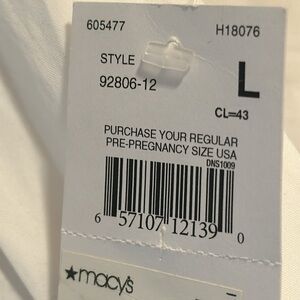 605477 H18076
STYLE
92806-12 L
CL=43
PURCHASE YOUR REGULAR
PRE-PREGNANCY SIZE USA
DNS1009
6 57107 12139 0
★macy's